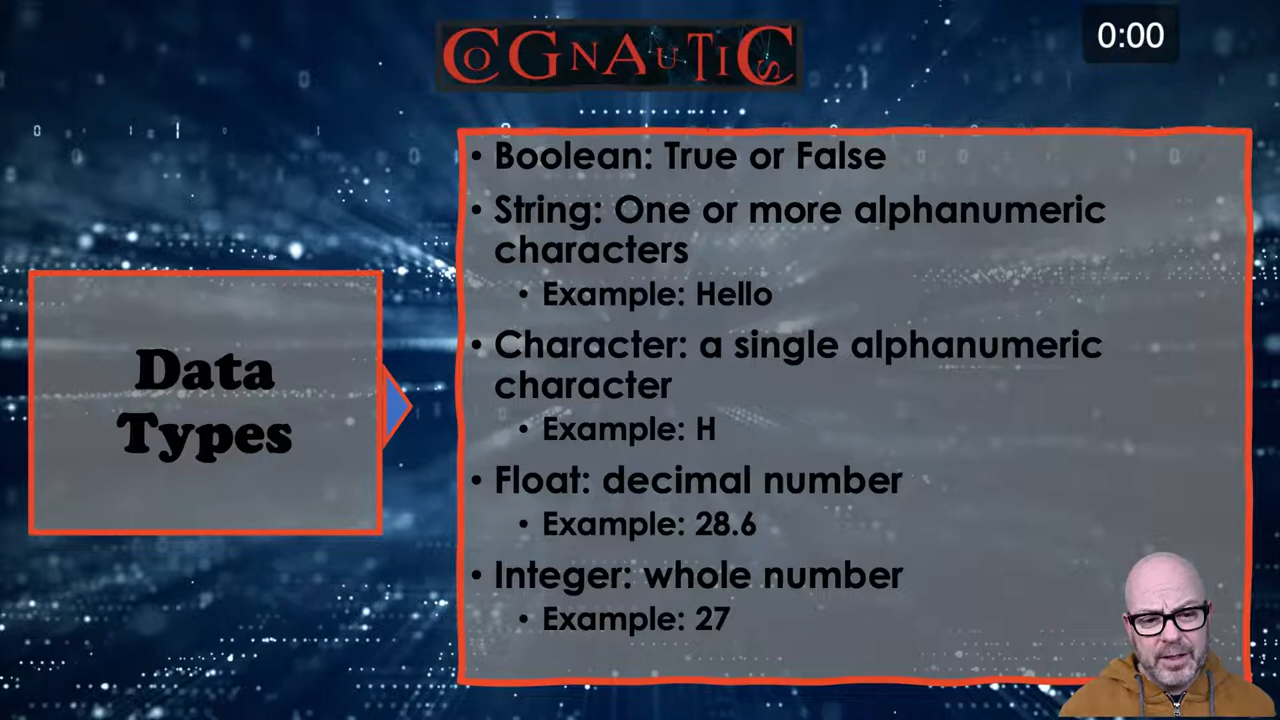 COGNAUTICS
0:00
• Boolean: True or False
• String: One or more alphanumeric
characters
• Example: Hello
• Character: a single alphanumeric
character
• Example: H
• Float: decimal number
• Example: 28.6
• Integer: whole number
• Example: 27
Data
Types